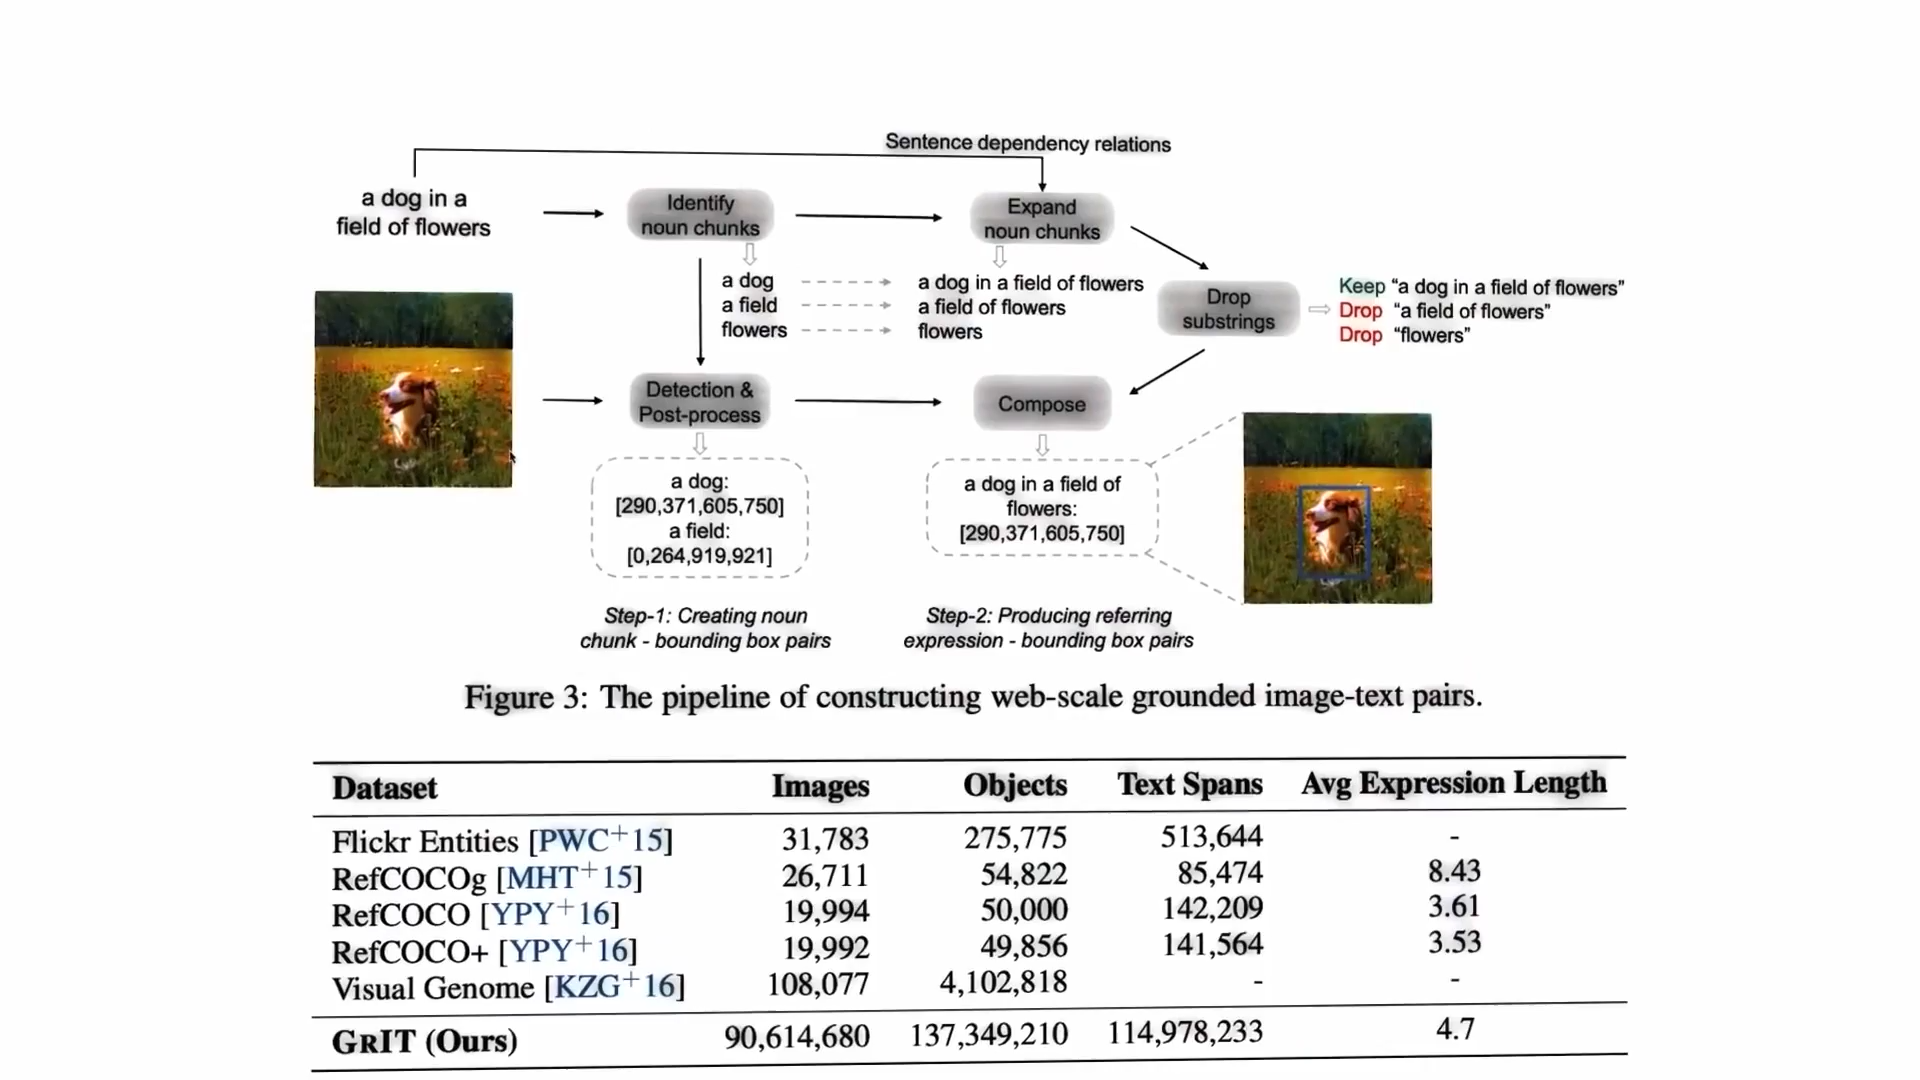 Sentence dependency relations
a dog in a
field of flowers
Identify
noun chunks
Expand
noun chunks
a dog
a field
flowers
a dog in a field of flowers
a field of flowers
flowers
Drop
substrings
Keep “a dog in a field of flowers”
Drop “a field of flowers”
Drop “flowers”
Detection &
Post-process
Compose
a dog:
[290,371,605,750]
a field:
[0,264,919,921]
a dog in a field of
flowers:
[290,371,605,750]
Step-1: Creating noun
chunk - bounding box pairs
Step-2: Producing referring
expression - bounding box pairs
Figure 3: The pipeline of constructing web-scale grounded image-text pairs.
Dataset Images Objects Text Spans Avg Expression Length
Flickr Entities [PWC+15] 31,783 275,775 513,644 -
RefCOCOg [MHT+15] 26,711 54,822 85,474 8.43
RefCOCO [YPY+16] 19,994 50,000 142,209 3.61
RefCOCO+ [YPY+16] 19,992 49,856 141,564 3.53
Visual Genome [KZG+16] 108,077 4,102,818 - -
GRIT (Ours) 90,614,680 137,349,210 114,978,233 4.7